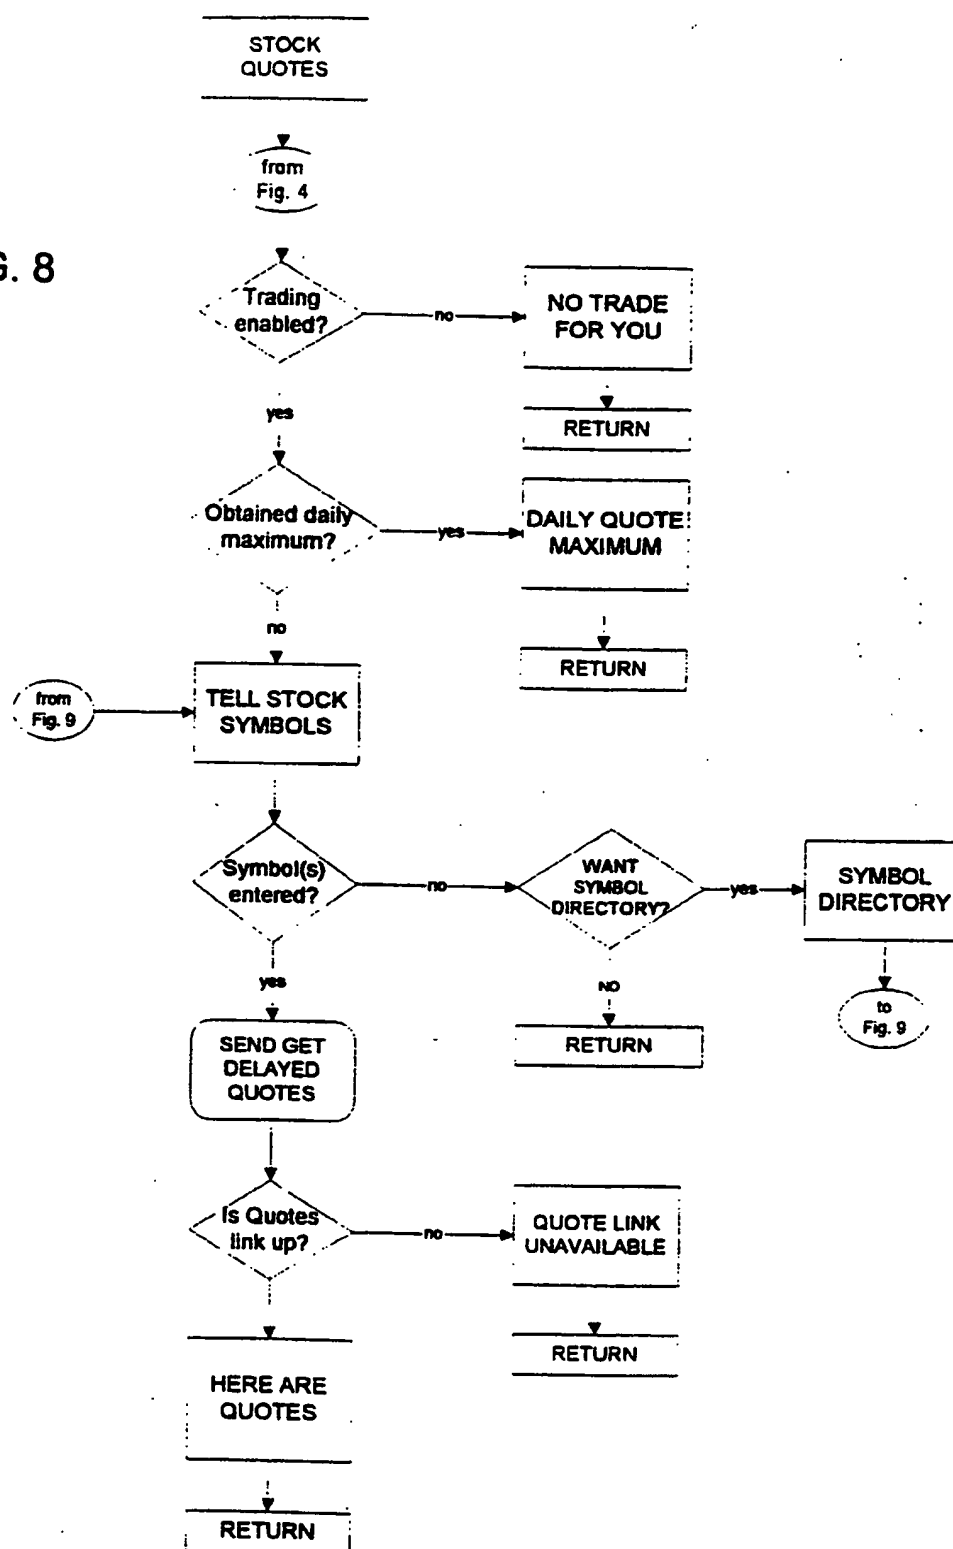 STOCK
QUOTES
from
Fig. 4
G. 8
Trading
enabled?
no
NO TRADE
FOR YOU
RETURN
yes
Obtained daily
maximum?
yes
DAILY QUOTE
MAXIMUM
RETURN
no
from
Fig. 9
TELL STOCK
SYMBOLS
Symbol(s)
entered?
no
WANT
SYMBOL
DIRECTORY?
yes
SYMBOL
DIRECTORY
to
Fig. 9
NO
RETURN
yes
SEND GET
DELAYED
QUOTES
Is Quotes
link up?
no
QUOTE LINK
UNAVAILABLE
RETURN
HERE ARE
QUOTES
RETURN